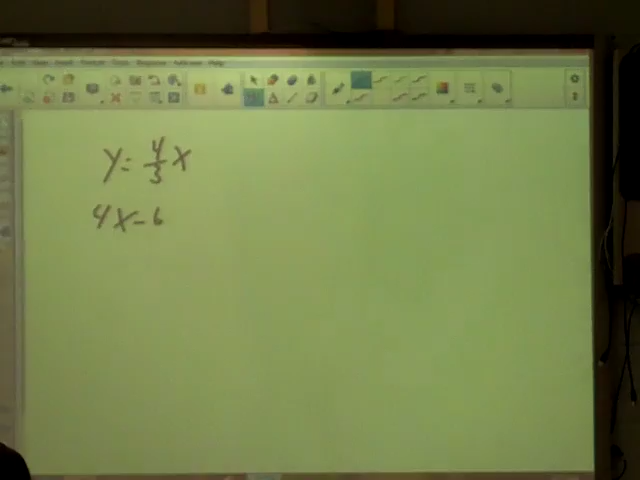 y = 4/3 x
4x - 6